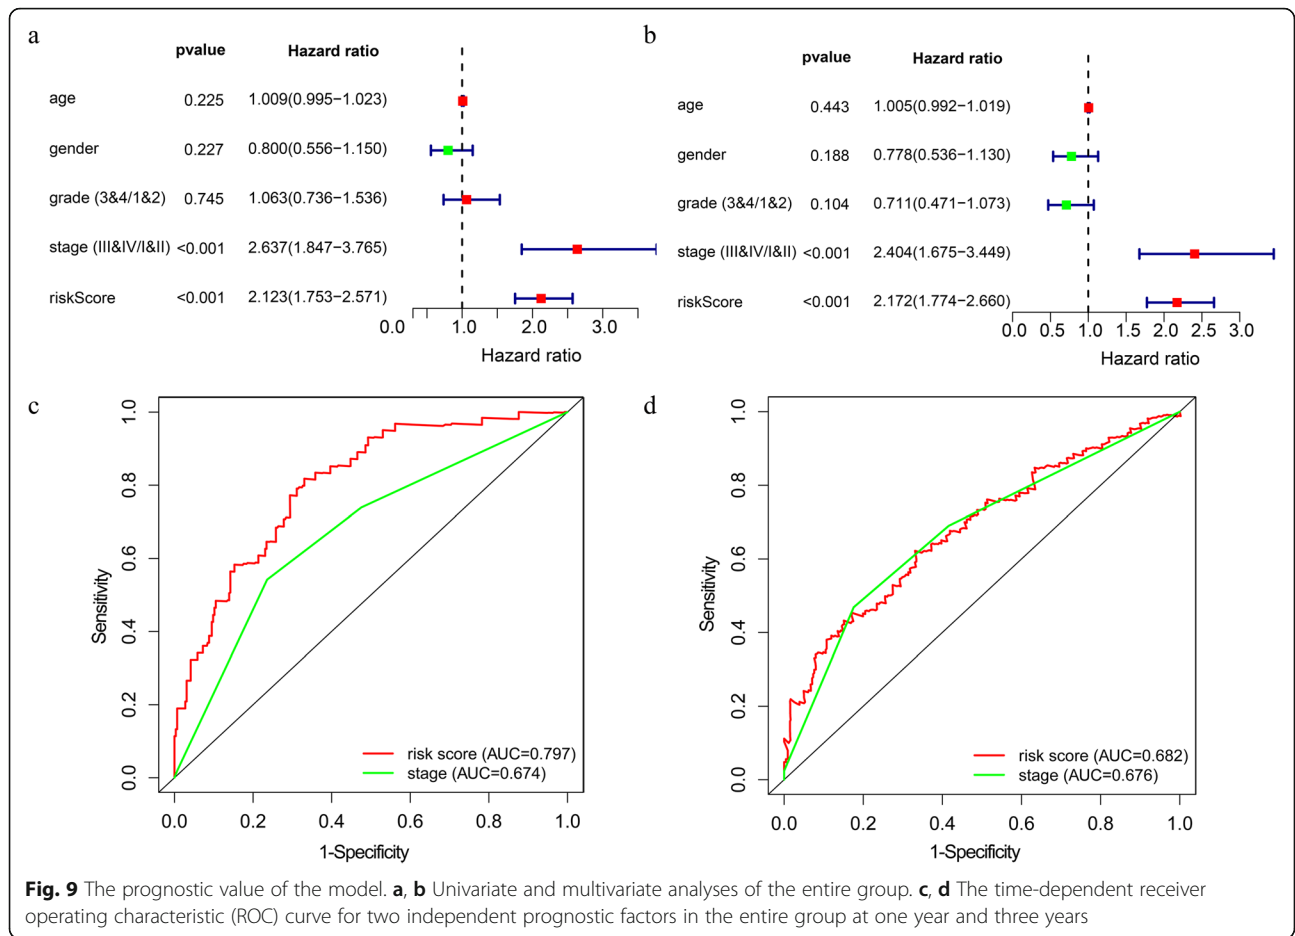 a
pvalue Hazard ratio
age 0.225 1.009(0.995−1.023)
gender 0.227 0.800(0.556−1.150)
grade (3&4/1&2) 0.745 1.063(0.736−1.536)
stage (III&IV/I&II) <0.001 2.637(1.847−3.765)
riskScore <0.001 2.123(1.753−2.571)
0.0 1.0 2.0 3.0
Hazard ratio
b
pvalue Hazard ratio
age 0.443 1.005(0.992−1.019)
gender 0.188 0.778(0.536−1.130)
grade (3&4/1&2) 0.104 0.711(0.471−1.073)
stage (III&IV/I&II) <0.001 2.404(1.675−3.449)
riskScore <0.001 2.172(1.774−2.660)
0.0 0.5 1.0 1.5 2.0 2.5 3.0
Hazard ratio
c
1.0
0.8
0.6
0.4
0.2
0.0
Sensitivity
risk score (AUC=0.797)
stage (AUC=0.674)
0.0 0.2 0.4 0.6 0.8 1.0
1-Specificity
d
1.0
0.8
0.6
0.4
0.2
0.0
Sensitivity
risk score (AUC=0.682)
stage (AUC=0.676)
0.0 0.2 0.4 0.6 0.8 1.0
1-Specificity
Fig. 9 The prognostic value of the model. a, b Univariate and multivariate analyses of the entire group. c, d The time-dependent receiver
operating characteristic (ROC) curve for two independent prognostic factors in the entire group at one year and three years